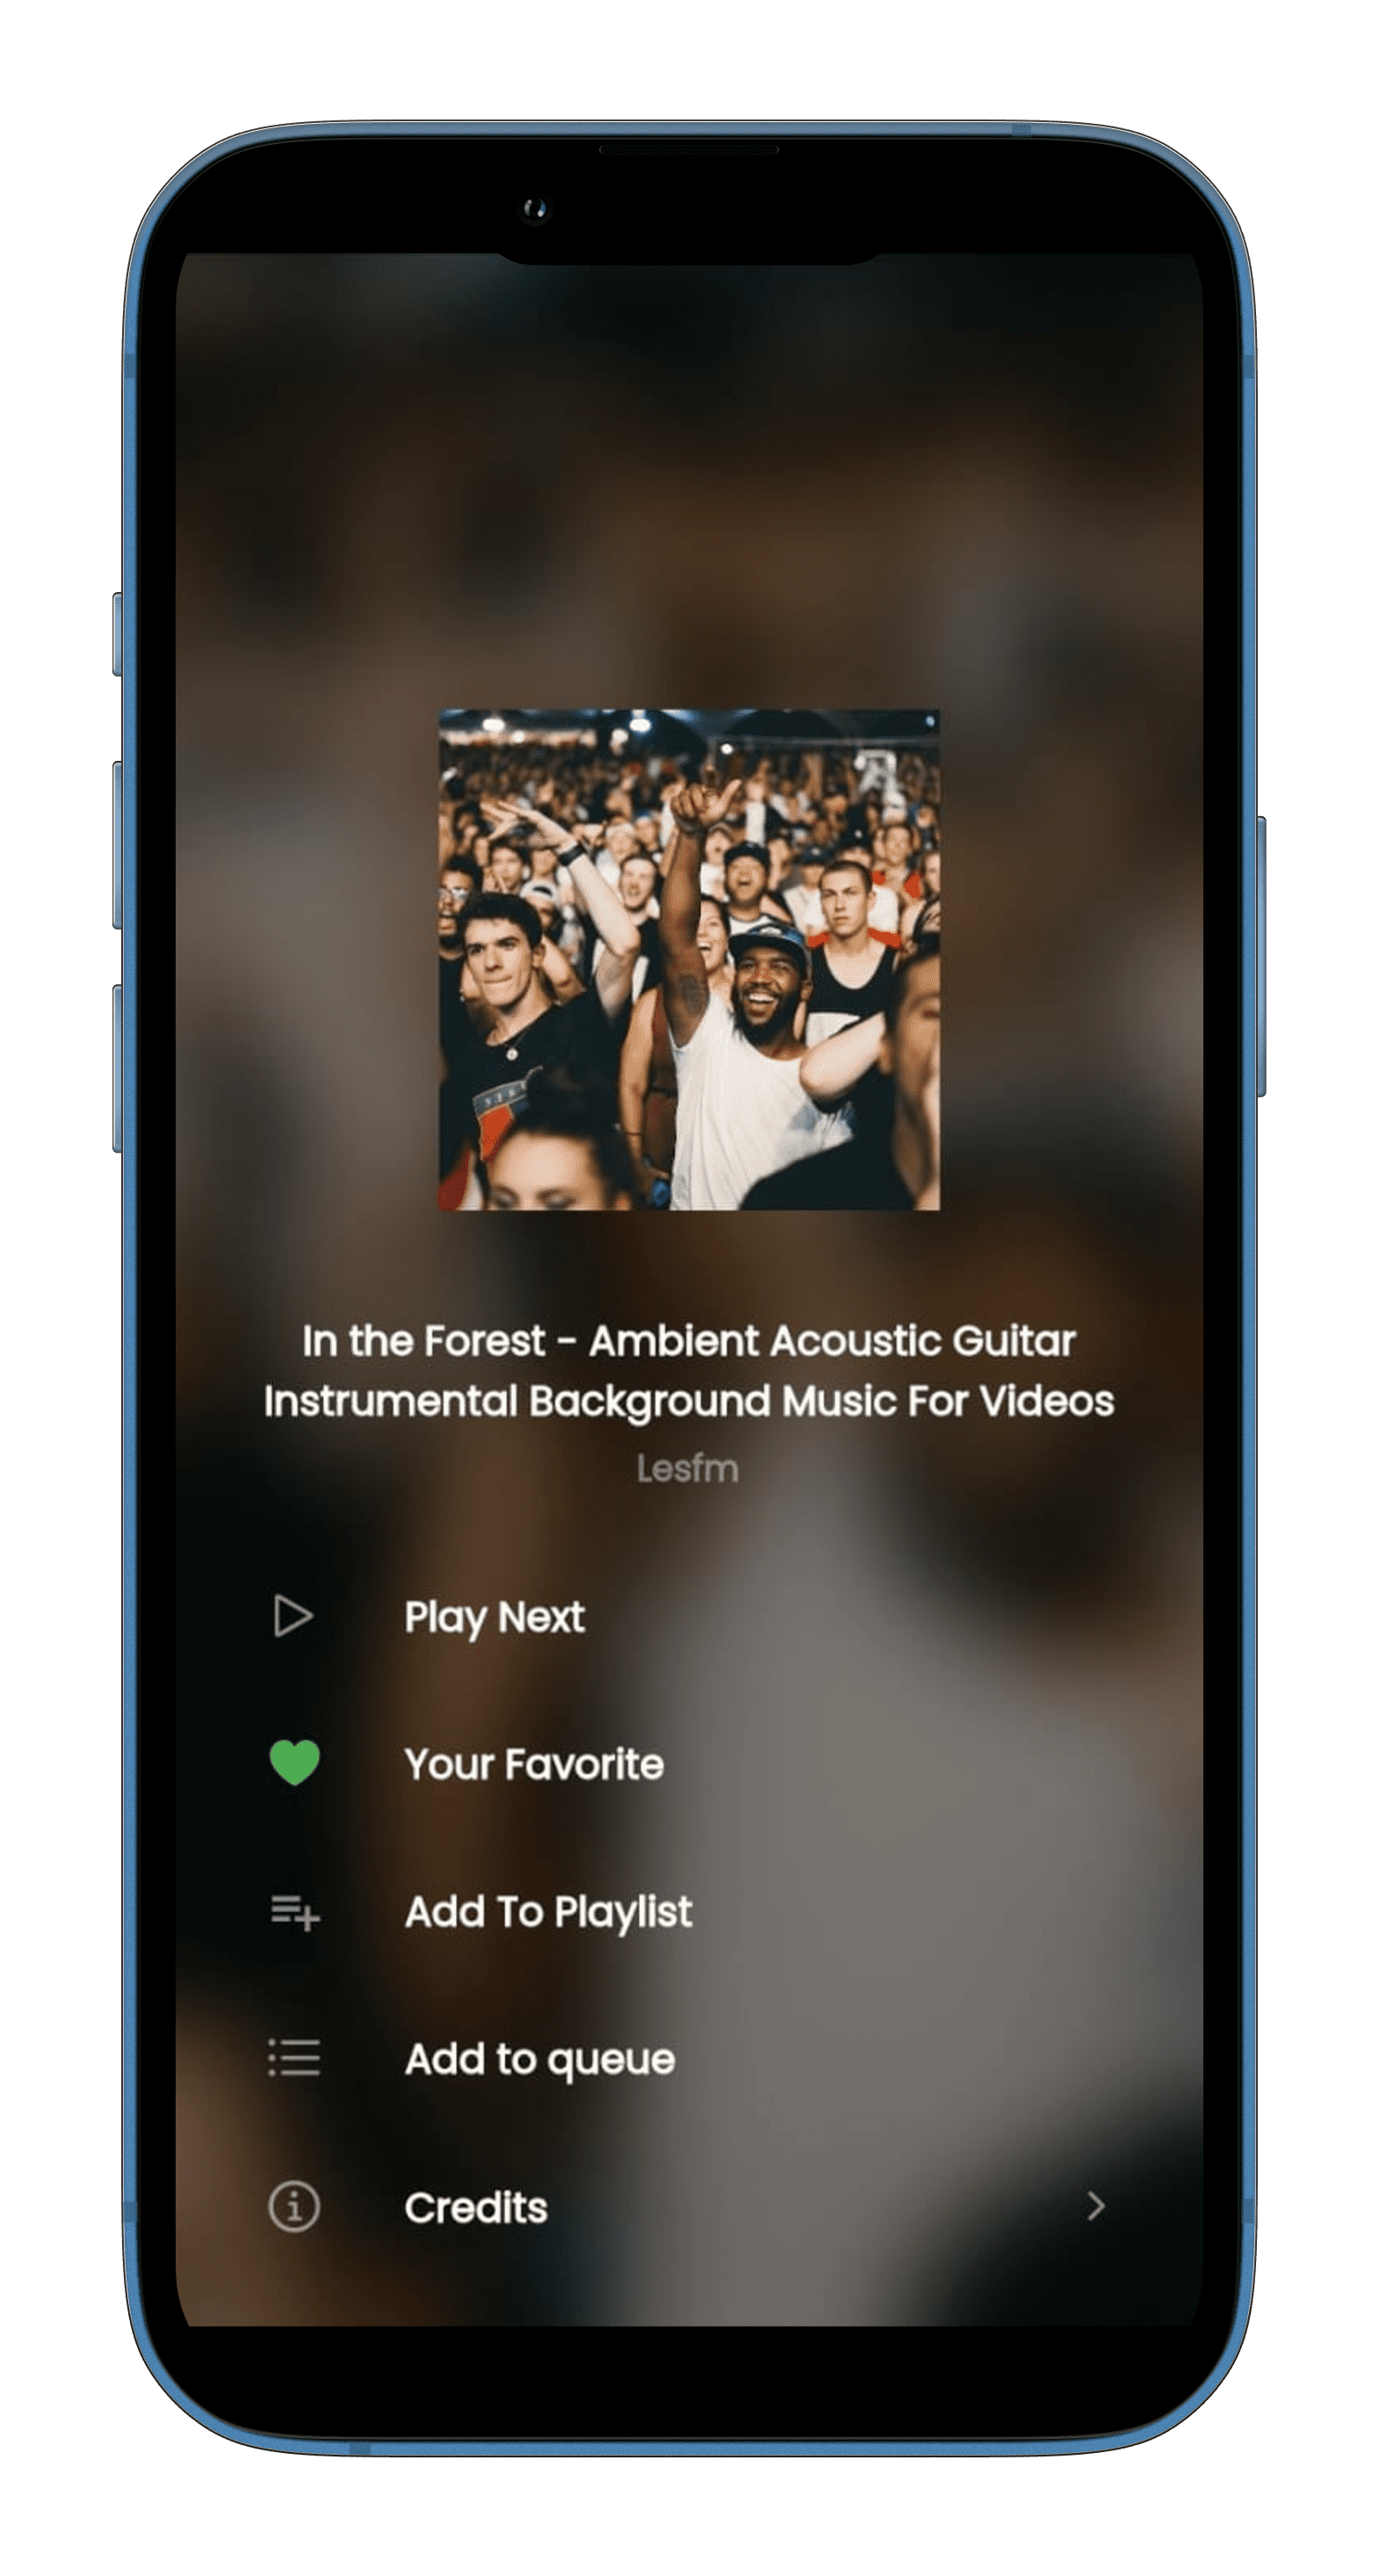 In the Forest - Ambient Acoustic Guitar
Instrumental Background Music For Videos
Lesfm
Play Next
Your Favorite
Add To Playlist
Add to queue
Credits